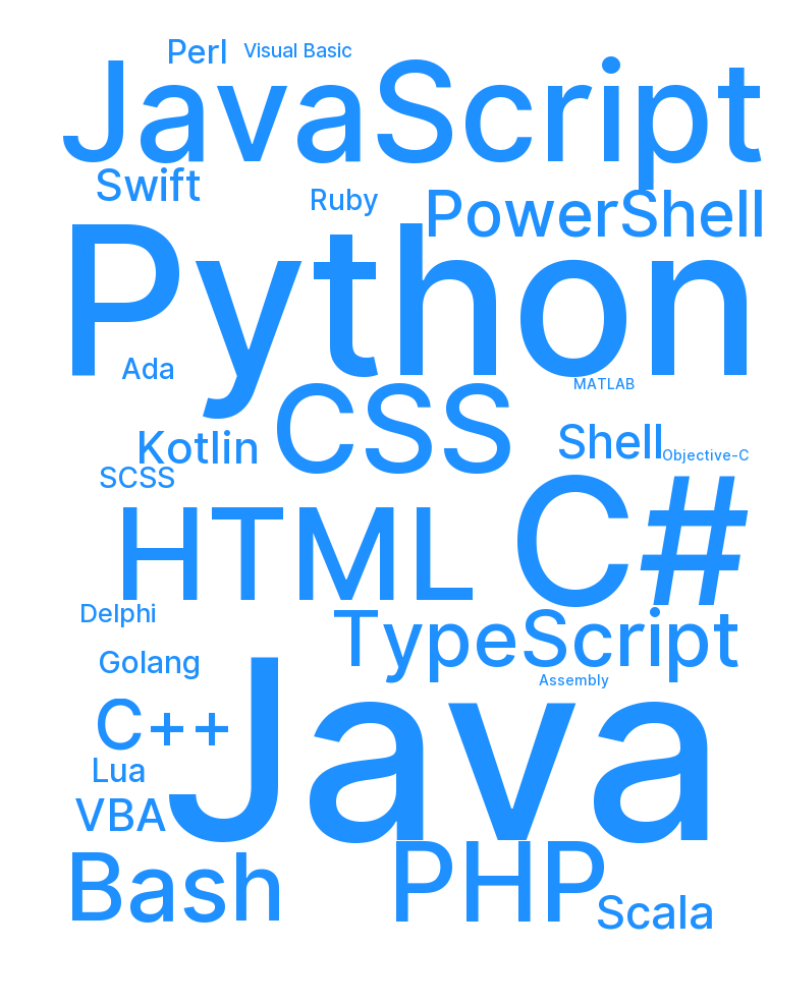 Perl Visual Basic
JavaScript
Swift
Ruby
PowerShell
Python
Ada
MATLAB
CSS
Kotlin
Shell
Objective-C
SCSS
C#
HTML
Delphi
TypeScript
Golang
Assembly
Java
C++
Lua
VBA
PHP
Bash
Scala